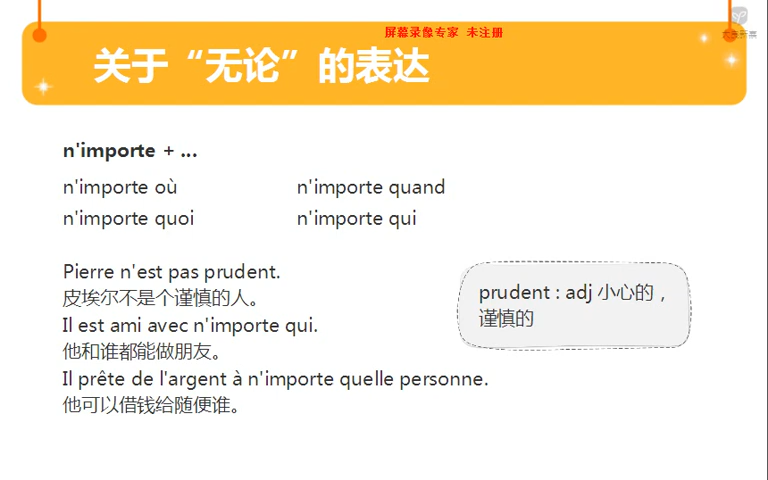 屏幕录像专家 未注册
关于“无论”的表达
n'importe + ...
n'importe où n'importe quand
n'importe quoi n'importe qui
Pierre n'est pas prudent.
皮埃尔不是个谨慎的人。
Il est ami avec n'importe qui.
他和谁都能做朋友。
Il prête de l'argent à n'importe quelle personne.
他可以借钱给随便谁。
prudent : adj 小心的，
谨慎的